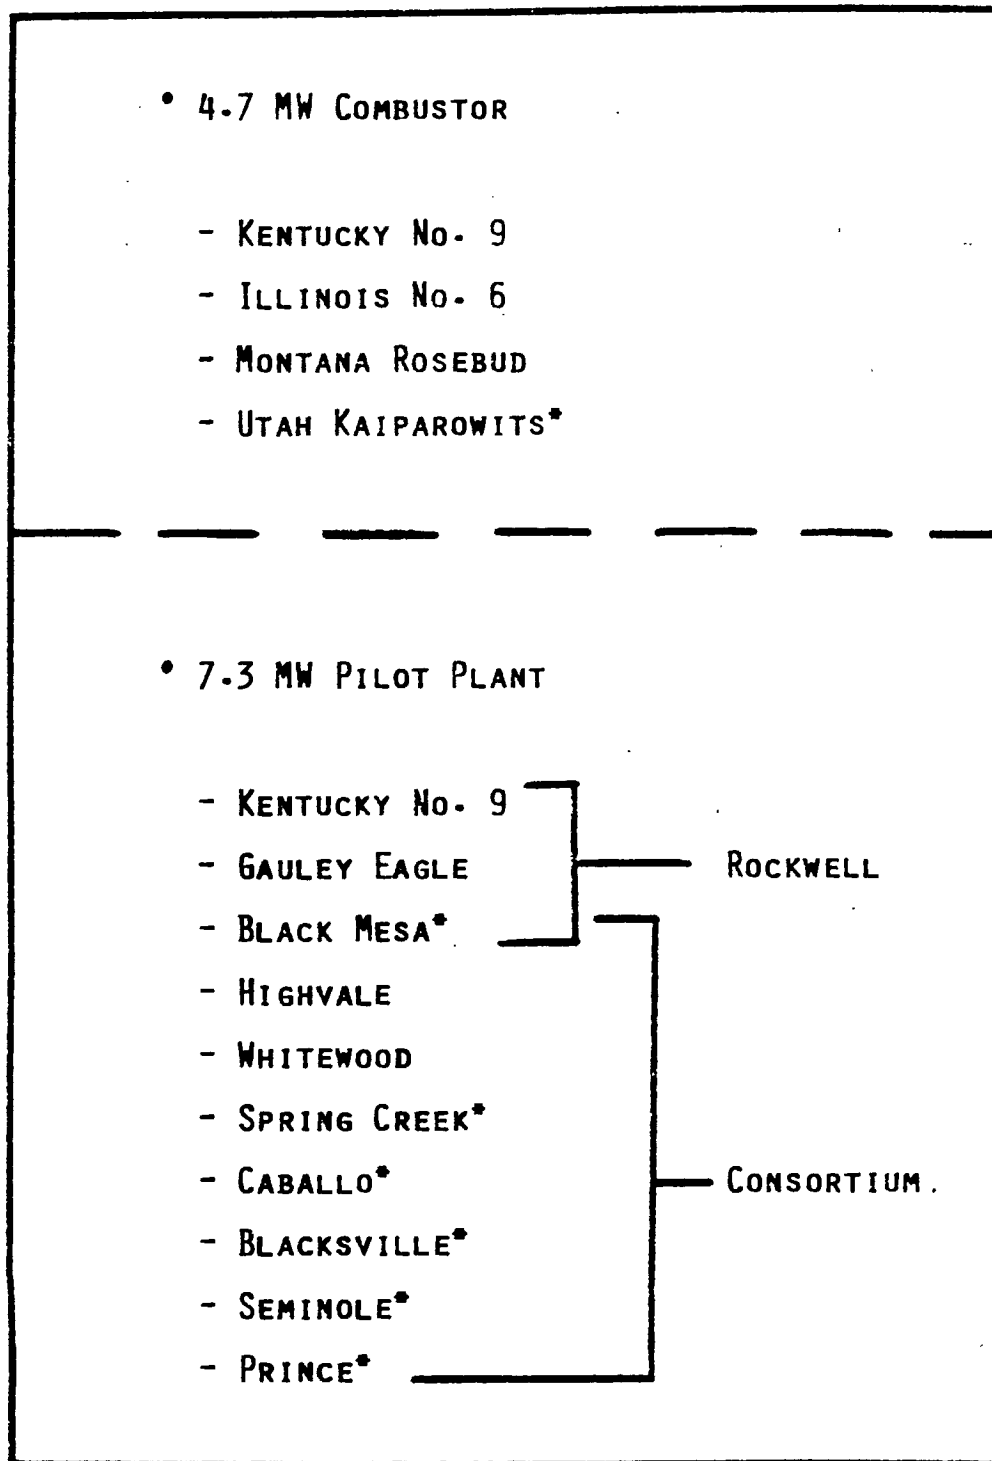 • 4.7 MW COMBUSTOR
- KENTUCKY NO. 9
- ILLINOIS NO. 6
- MONTANA ROSEBUD
- UTAH KAIPAROWITS*
• 7.3 MW PILOT PLANT
- KENTUCKY NO. 9
- GAULEY EAGLE ROCKWELL
- BLACK MESA*
- HIGHVALE
- WHITEWOOD
- SPRING CREEK*
- CABALLO* CONSORTIUM.
- BLACKSVILLE*
- SEMINOLE*
- PRINCE*